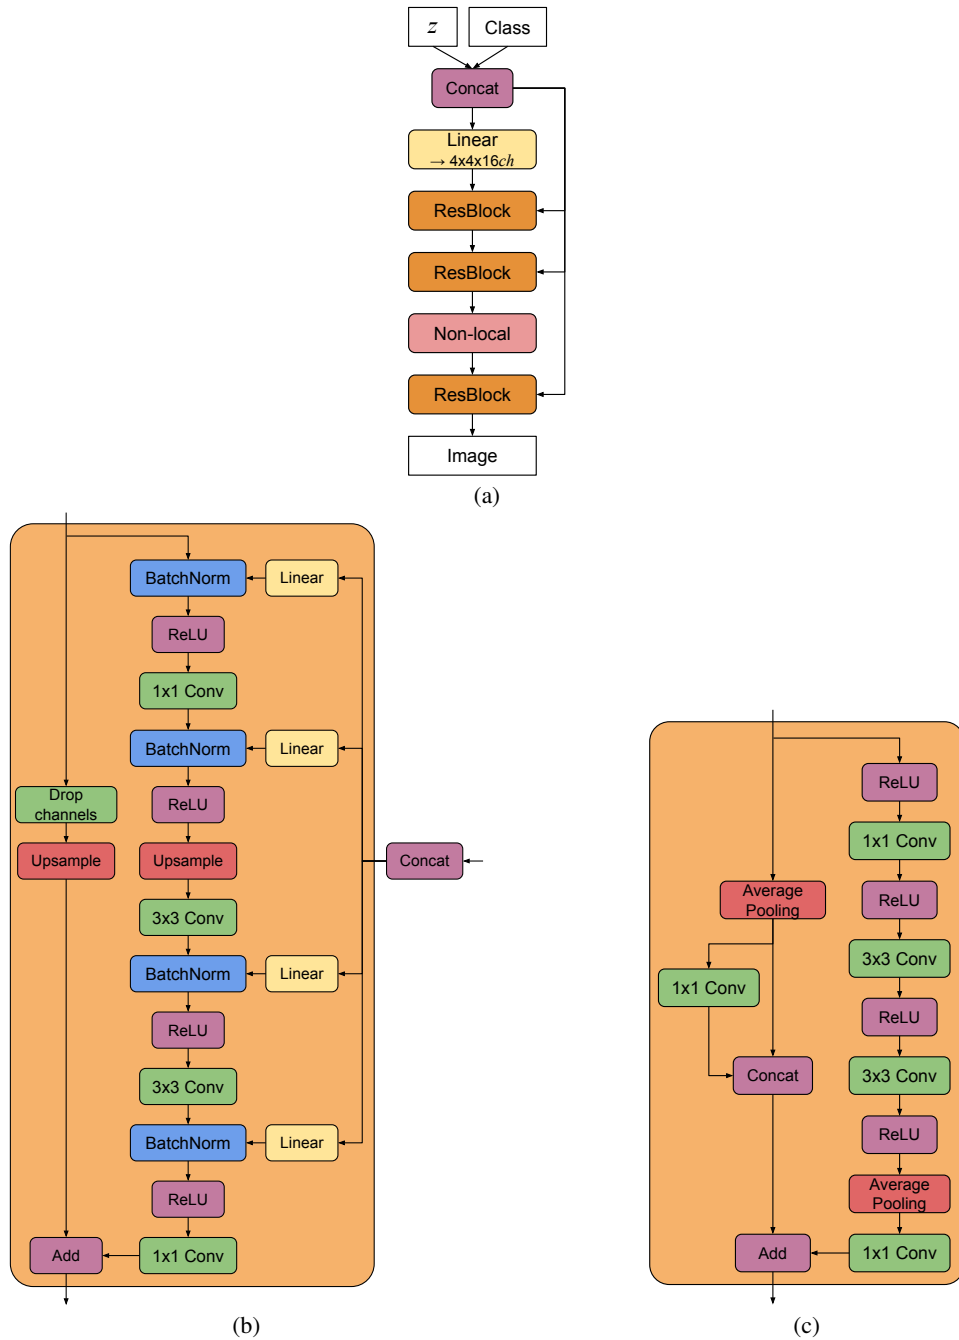 z
Class
Concat
Linear
→ 4x4x16ch
ResBlock
ResBlock
Non-local
ResBlock
Image
(a)
BatchNorm
Linear
ReLU
1x1 Conv
BatchNorm
Linear
Drop
channels
ReLU
Upsample
Upsample
Concat
3x3 Conv
BatchNorm
Linear
ReLU
3x3 Conv
BatchNorm
Linear
ReLU
Add
1x1 Conv
(b)
ReLU
1x1 Conv
Average
Pooling
ReLU
1x1 Conv
3x3 Conv
ReLU
Concat
3x3 Conv
ReLU
Average
Pooling
Add
1x1 Conv
(c)